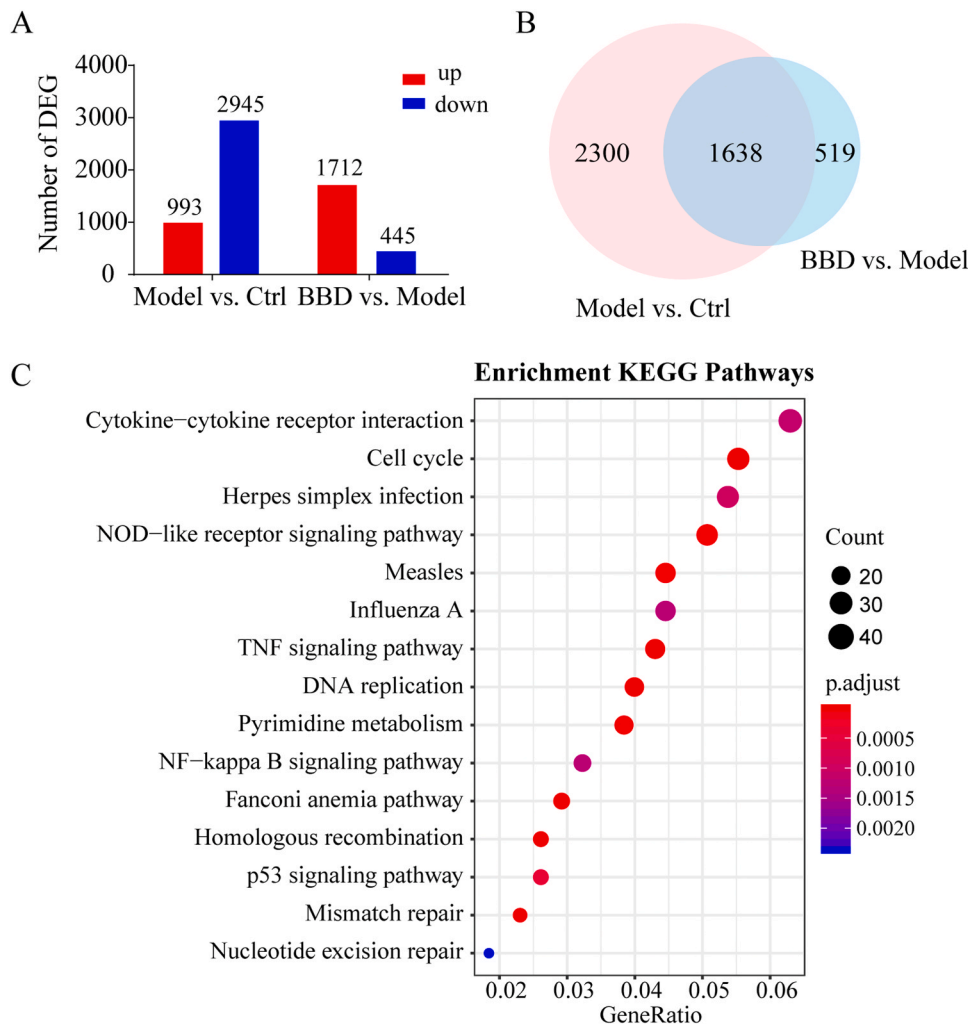 A
Number of DEG
4000
3000
2000
1000
0
up
down
993
2945
1712
445
Model vs. Ctrl
BBD vs. Model
B
2300
1638
519
BBD vs. Model
Model vs. Ctrl
C
Enrichment KEGG Pathways
Cytokine−cytokine receptor interaction
Cell cycle
Herpes simplex infection
NOD−like receptor signaling pathway
Measles
Influenza A
TNF signaling pathway
DNA replication
Pyrimidine metabolism
NF−kappa B signaling pathway
Fanconi anemia pathway
Homologous recombination
p53 signaling pathway
Mismatch repair
Nucleotide excision repair
0.02 0.03 0.04 0.05 0.06
GeneRatio
Count
20
30
40
p.adjust
0.0005
0.0010
0.0015
0.0020